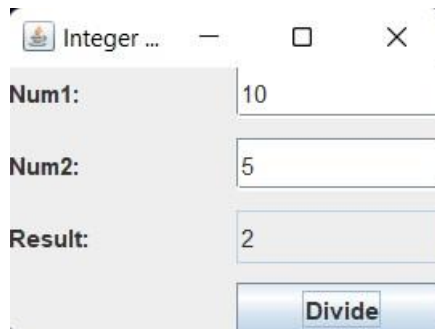 Integer ...
Num1: 10
Num2: 5
Result: 2
Divide